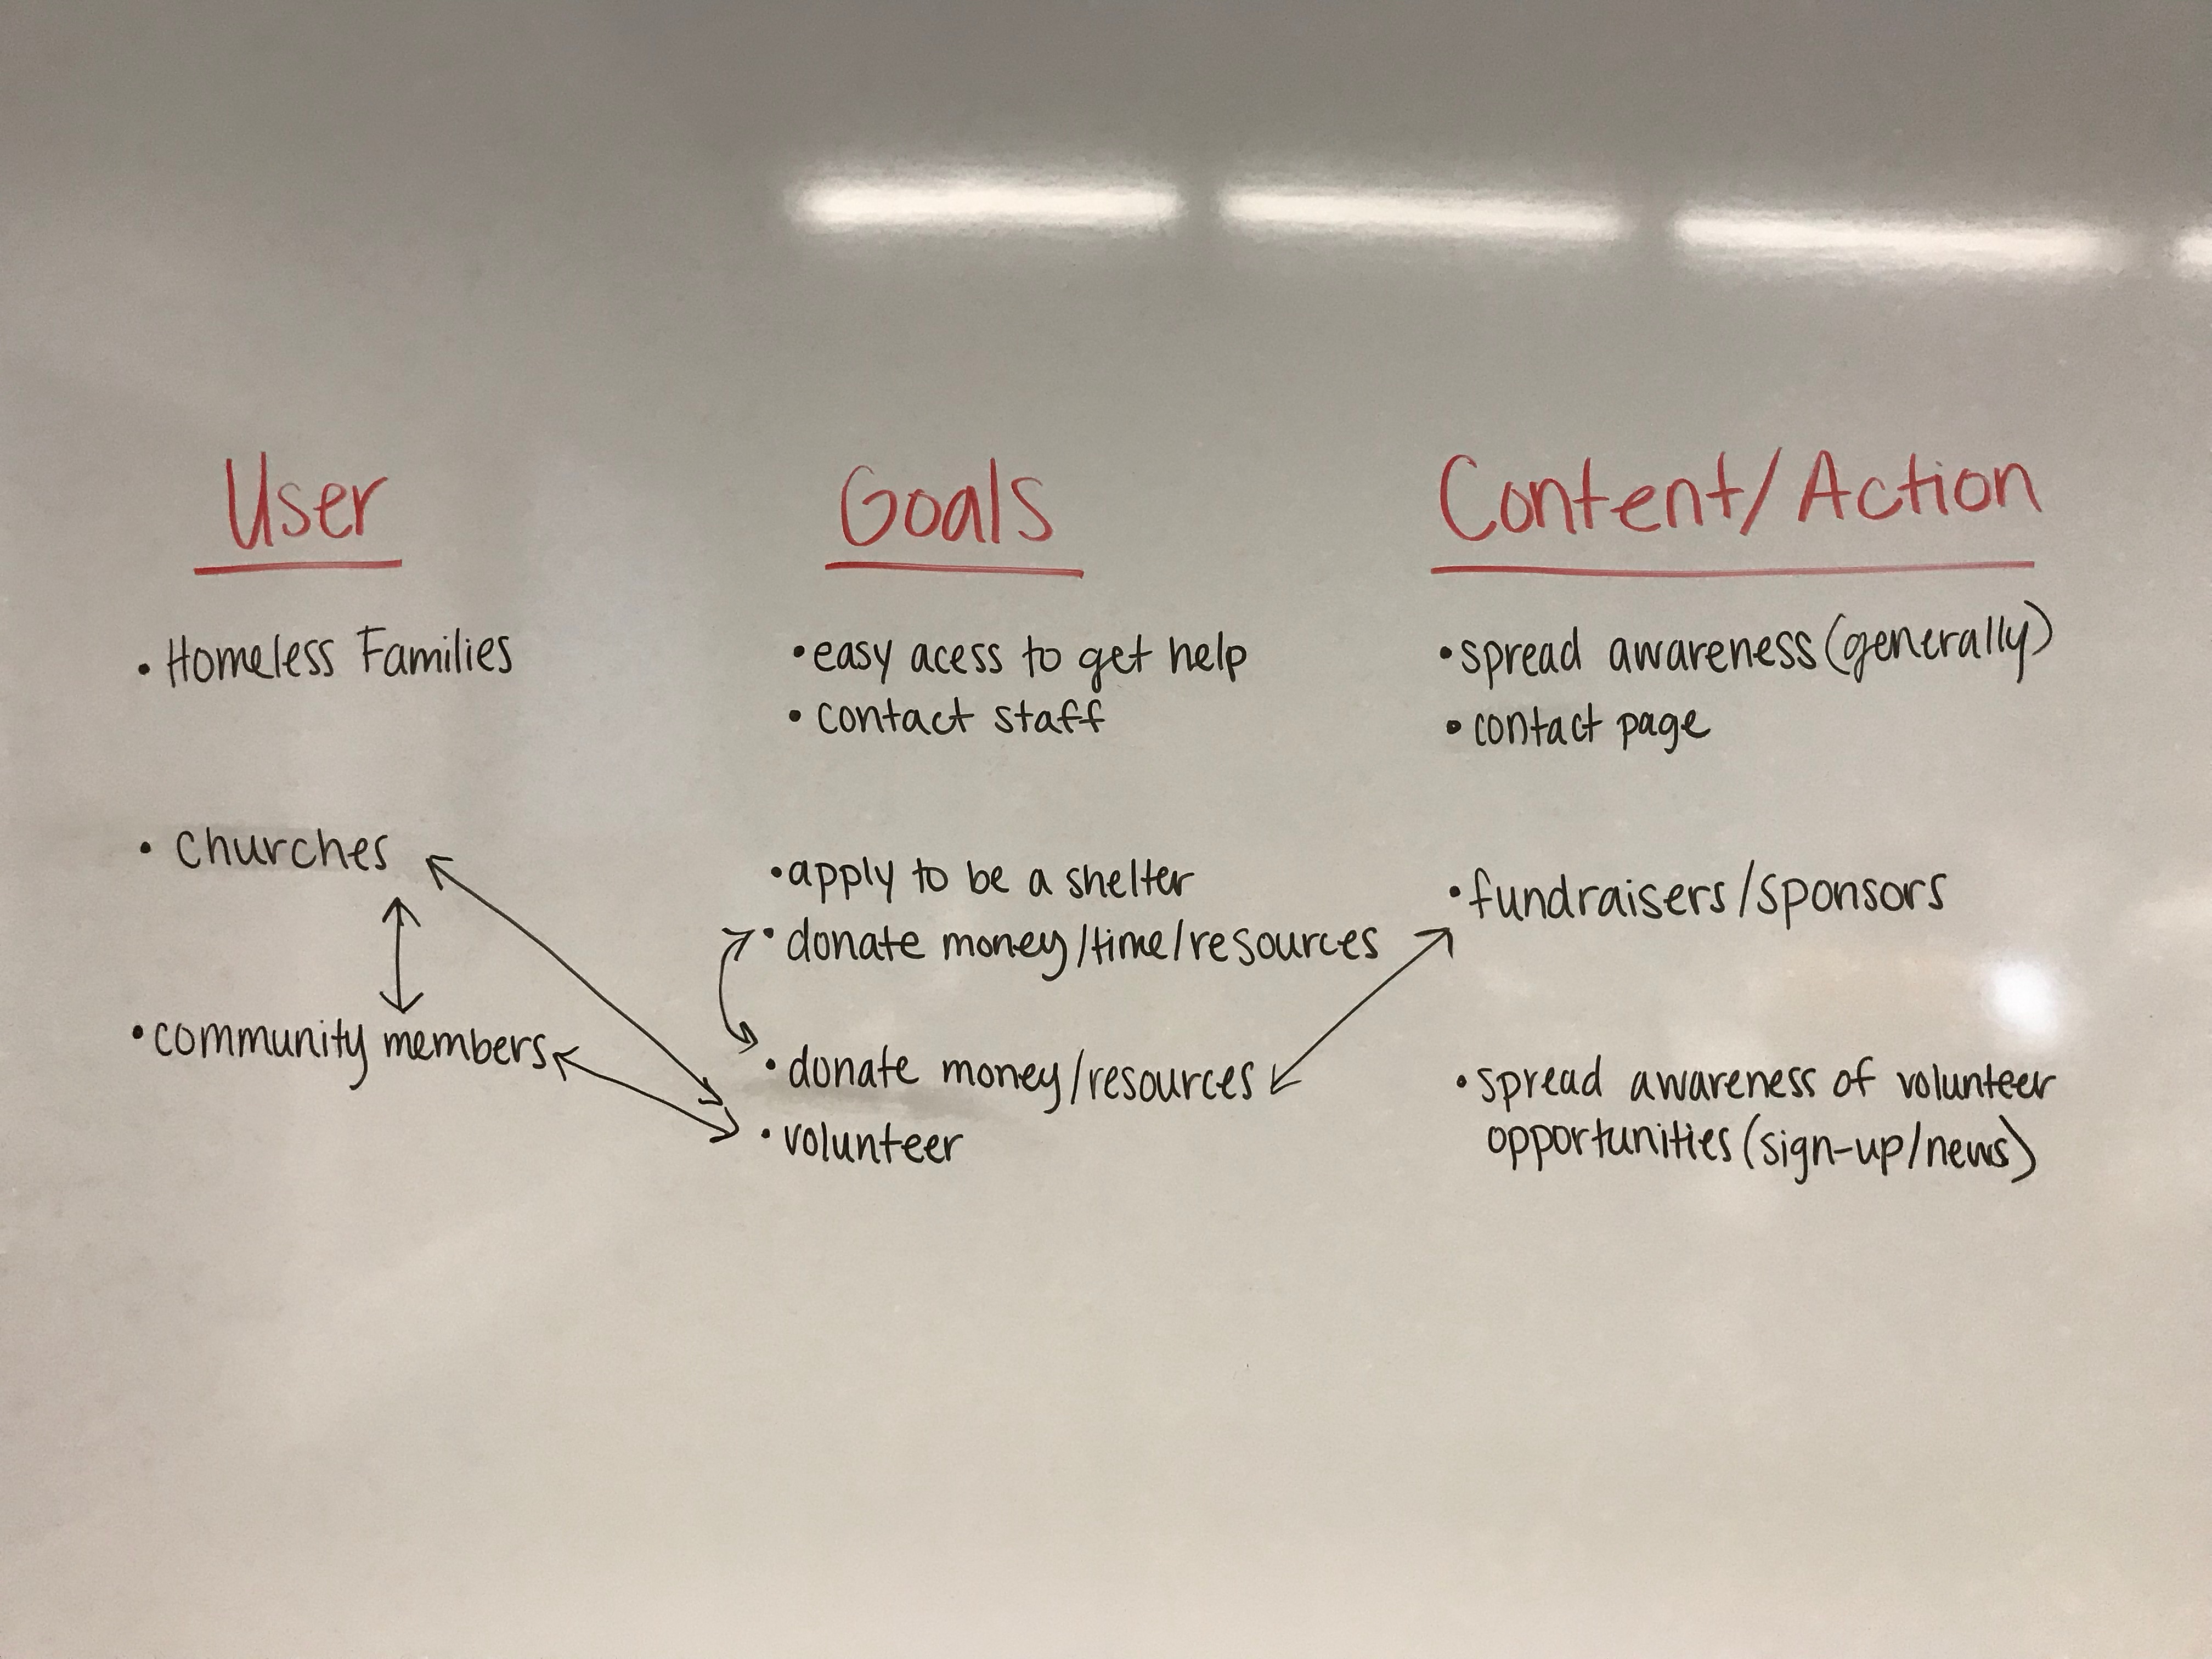 User
• Homeless Families
• churches
• community members
Goals
• easy acess to get help
• contact staff
• apply to be a shelter
• donate money/time/resources
• donate money/resources
• volunteer
Content/Action
• spread awareness (generally)
• contact page
• fundraisers/sponsors
• spread awareness of volunteer
opportunities (sign-up/news)